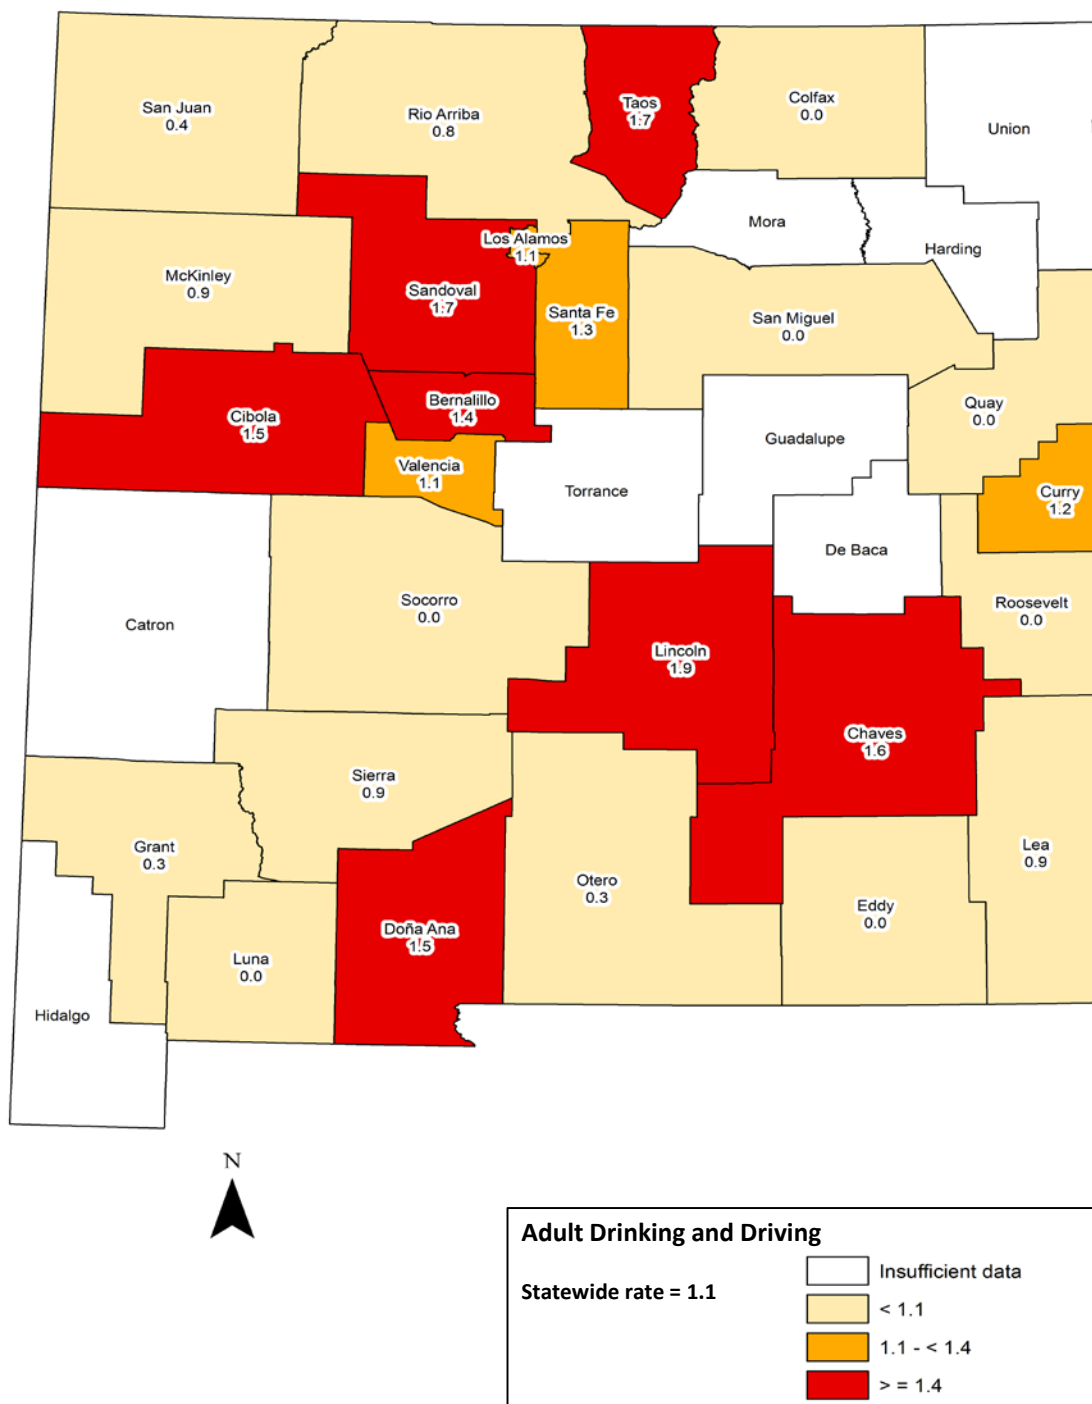 San Juan
0.4
Rio Arriba
0.8
Taos
1.7
Colfax
0.0
Union
Mora
Harding
McKinley
0.9
Sandoval
1.7
Los Alamos
1.1
Santa Fe
1.3
San Miguel
0.0
Cibola
1.5
Bernalillo
1.4
Valencia
1.1
Torrance
Guadalupe
Quay
0.0
Curry
1.2
De Baca
Roosevelt
0.0
Catron
Socorro
0.0
Lincoln
1.9
Chaves
1.6
Sierra
0.9
Grant
0.3
Otero
0.3
Lea
0.9
Eddy
0.0
Doña Ana
1.5
Luna
0.0
Hidalgo
N
Adult Drinking and Driving
Statewide rate = 1.1
Insufficient data
< 1.1
1.1 - < 1.4
> = 1.4